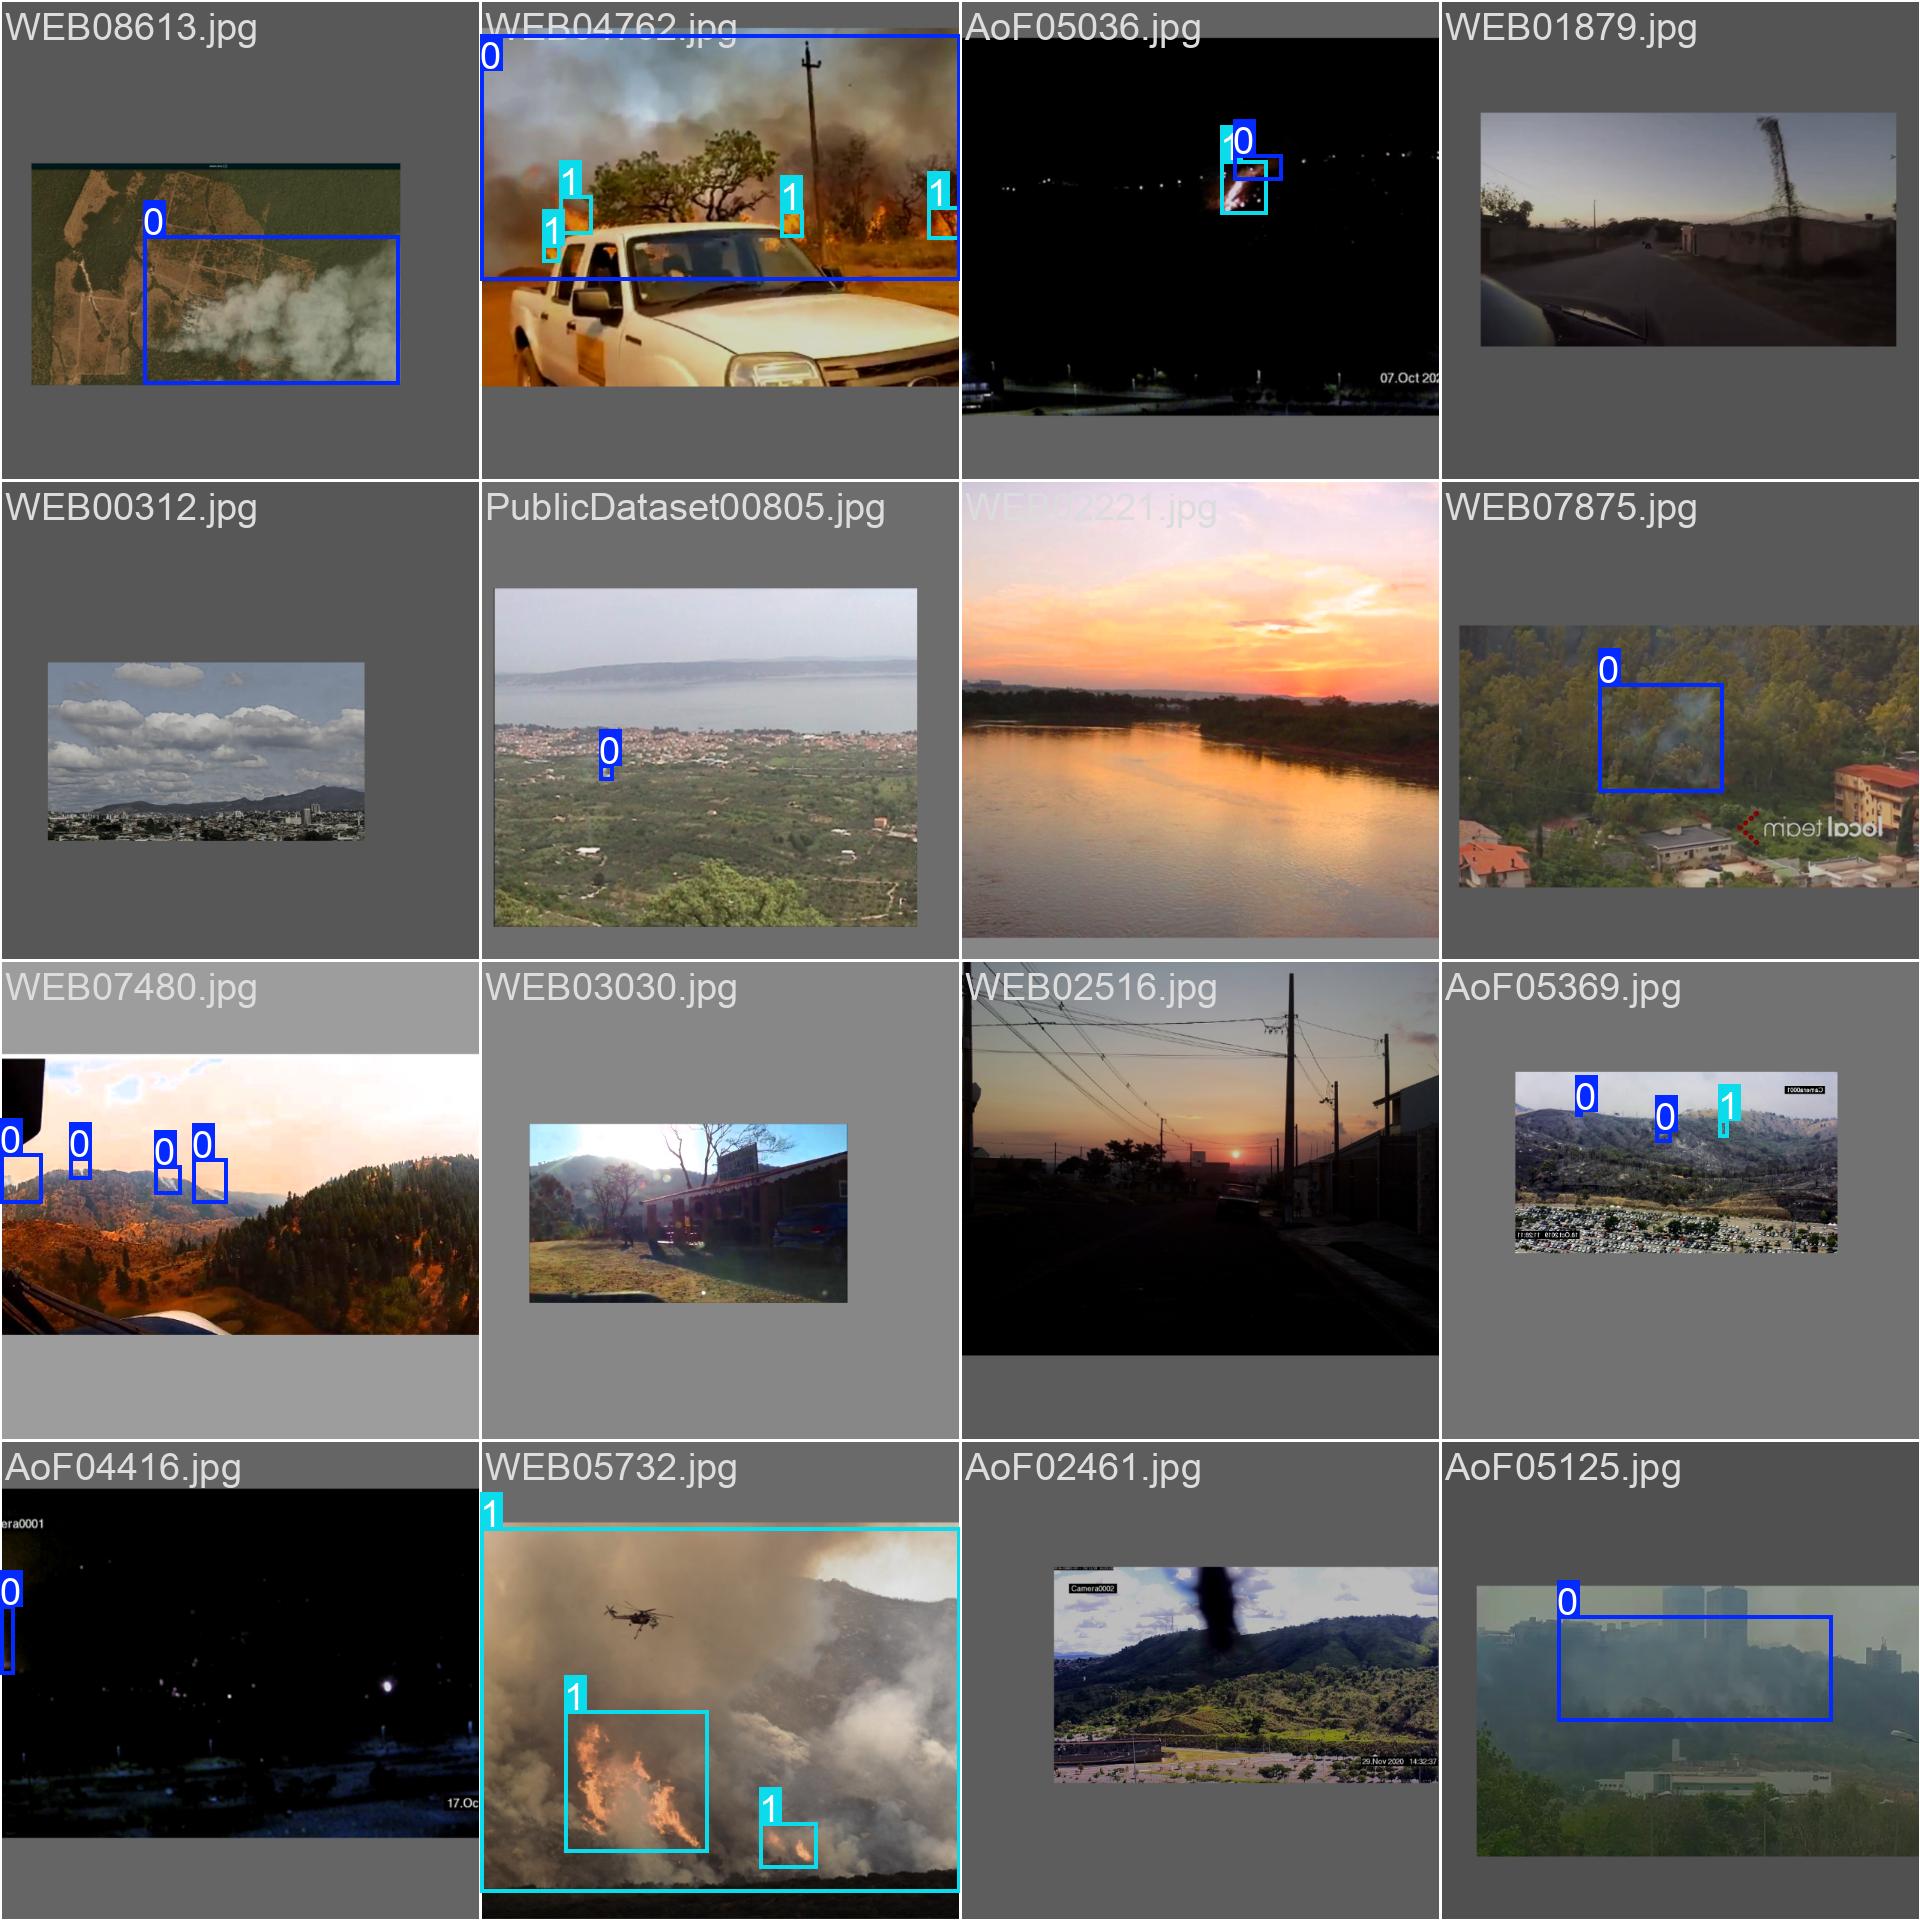 WEB08613.jpg
WEB04762.jpg
AoF05036.jpg
WEB01879.jpg
0
0
1
1
1
1
1
0
07.Oct 202
WEB00312.jpg
PublicDataset00805.jpg
WEB02221.jpg
WEB07875.jpg
0
0
local team
WEB07480.jpg
WEB03030.jpg
WEB02516.jpg
AoF05369.jpg
0
0
0
0
0
0
1
Camera0001
AoF04416.jpg
WEB05732.jpg
AoF02461.jpg
AoF05125.jpg
era0001
0
17.Oc
1
1
1
Camera0002
29.Nov 2020 14:32:37
0